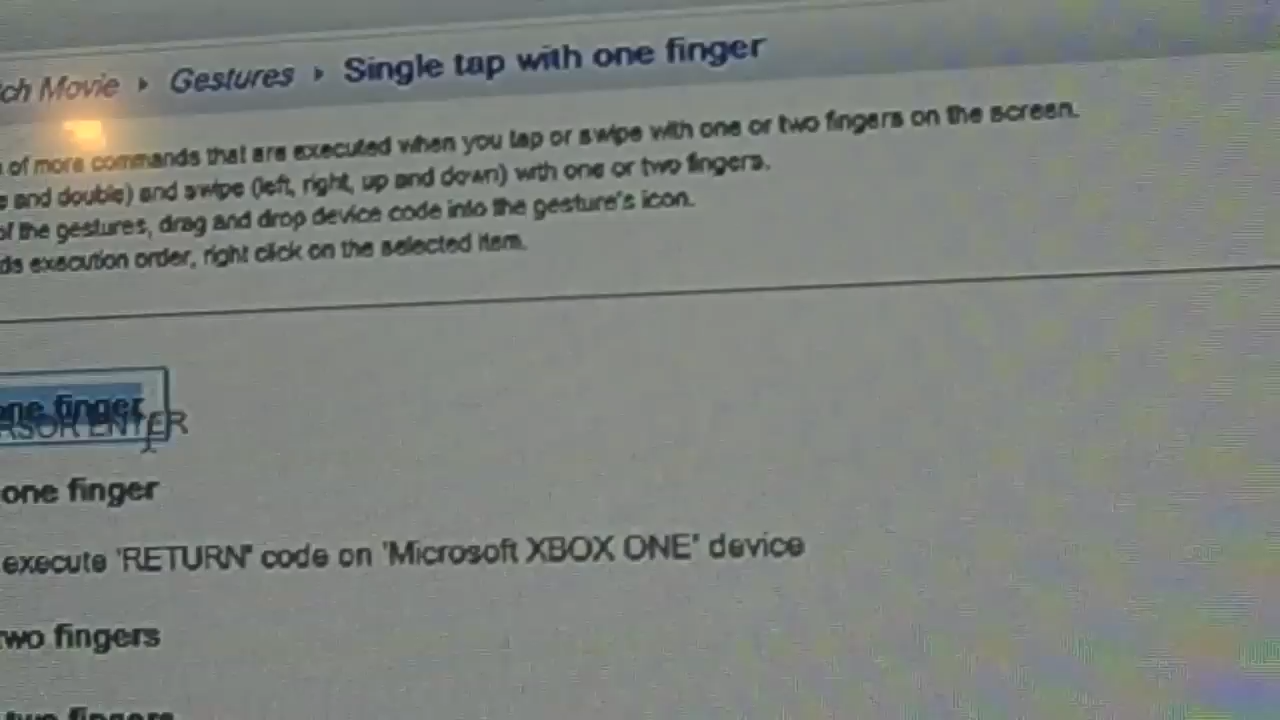 ch Movie ▸ Gestures ▸ Single tap with one finger
of more commands that are executed when you tap or swipe with one or two fingers on the screen.
and double) and swipe (left, right, up and down) with one or two fingers.
of the gestures, drag and drop device code into the gesture's icon.
ds execution order, right click on the selected item.
one finger
RSOR ENTER
one finger
execute 'RETURN' code on 'Microsoft XBOX ONE' device
two fingers
two fingers